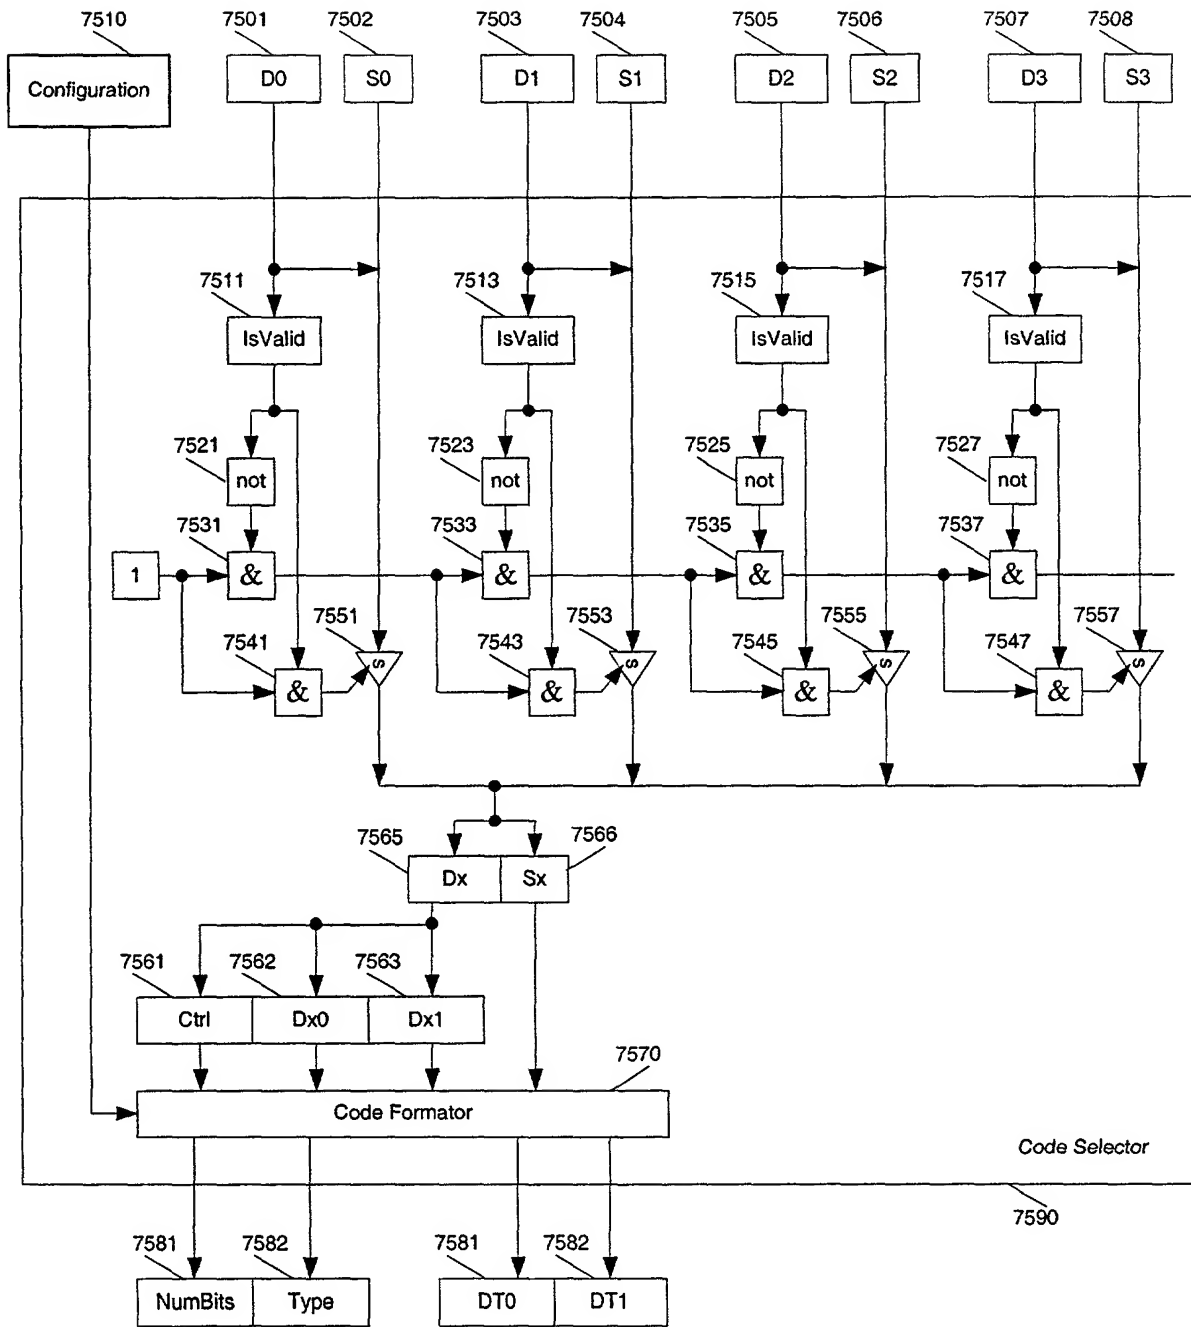 7510 7501 7502 7503 7504 7505 7506 7507 7508
Configuration D0 S0 D1 S1 D2 S2 D3 S3
7511 7513 7515 7517
IsValid IsValid IsValid IsValid
7521 7523 7525 7527
not not not not
7531 7533 7535 7537
1 & & & &
7551 7553 7555 7557
7541 7543 7545 7547
s s s s
& & & &
7565 7566
Dx Sx
7561 7562 7563
Ctrl Dx0 Dx1
7570
Code Formator
Code Selector
7590
7581 7582 7581 7582
NumBits Type DT0 DT1